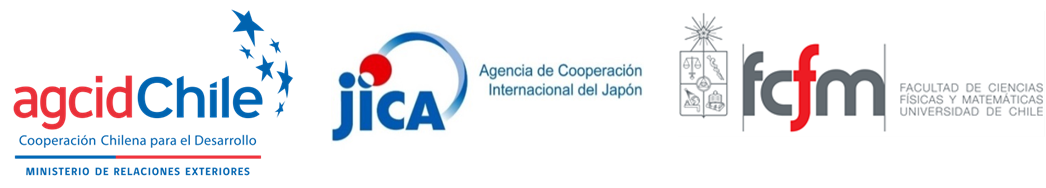 agcidChile
Cooperación Chilena para el Desarrollo
MINISTERIO DE RELACIONES EXTERIORES
jICA
Agencia de Cooperación
Internacional del Japón
fcfm
FACULTAD DE CIENCIAS
FÍSICAS Y MATEMÁTICAS
UNIVERSIDAD DE CHILE